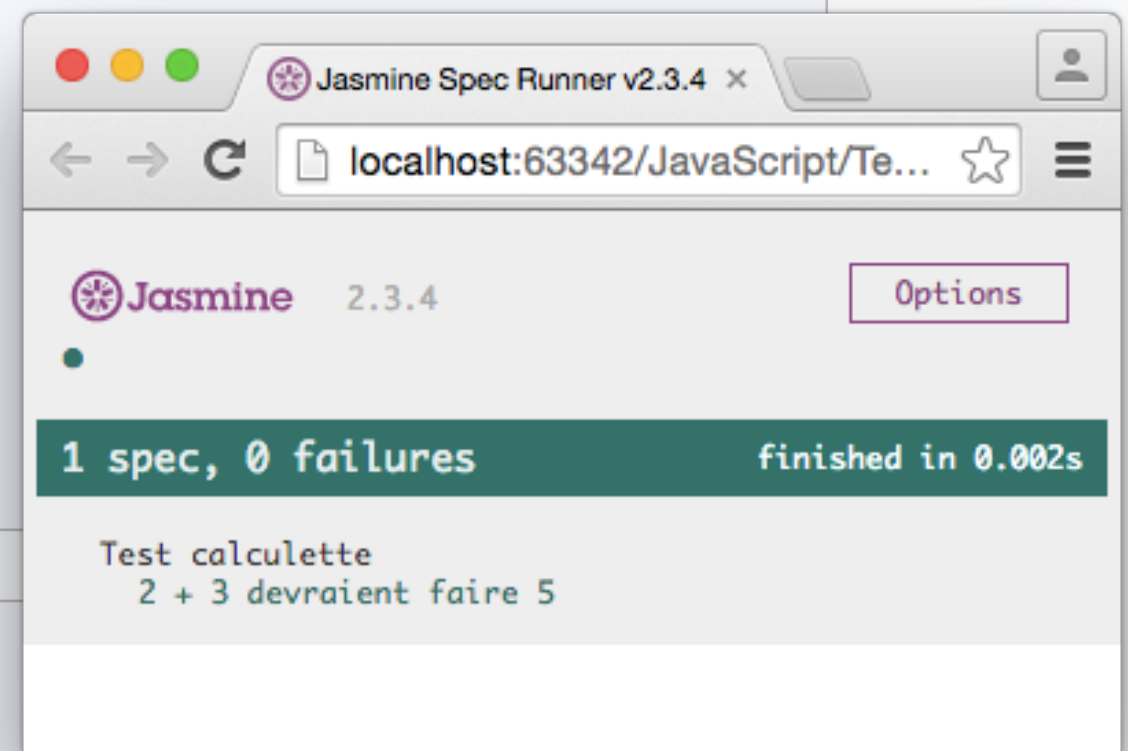 Jasmine Spec Runner v2.3.4
localhost:63342/JavaScript/Te...
Jasmine 2.3.4 Options
1 spec, 0 failures finished in 0.002s
Test calculette
2 + 3 devraient faire 5